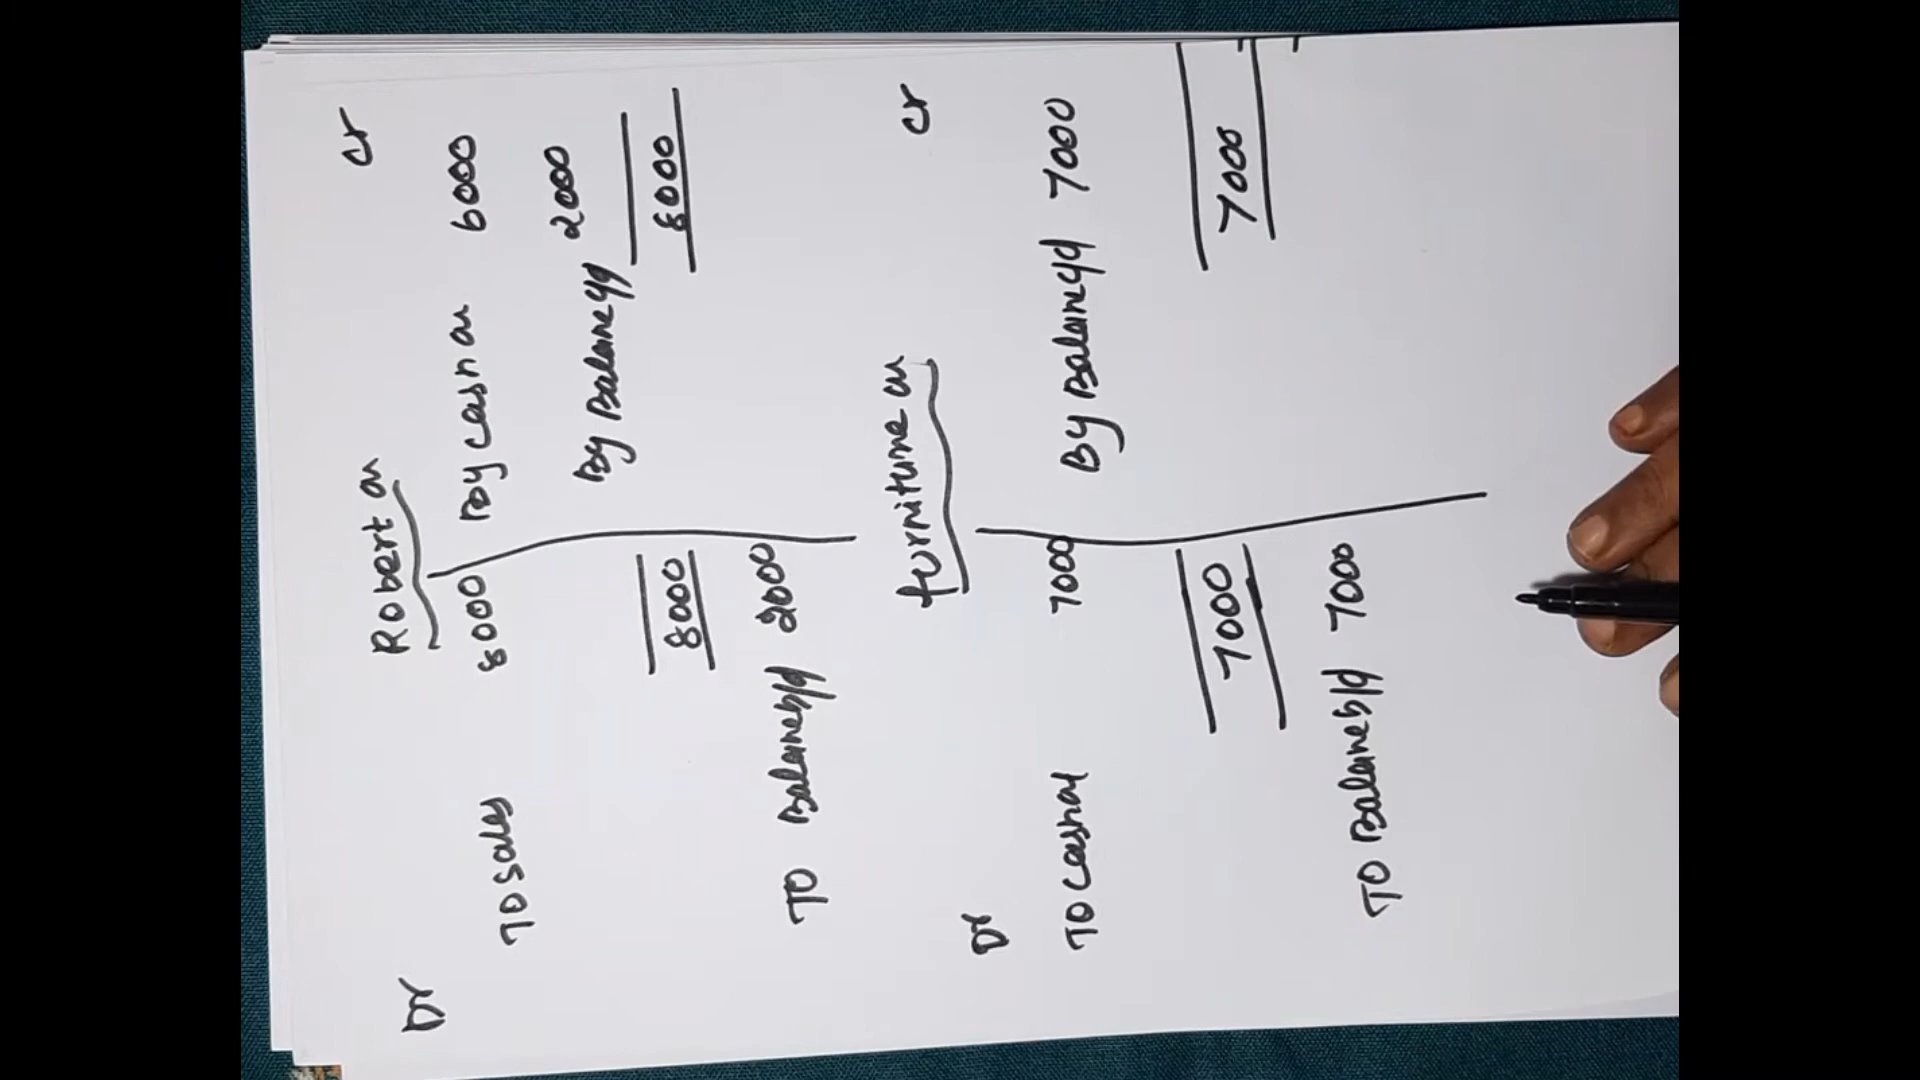 Robert a/c
Dr Cr
To Sales 8000 By Cash a/c 6000
By Balance c/d 2000
8000 8000
To Balance b/d 2000
furniture a/c
Dr Cr
To Cash a/c 7000 By Balance c/d 7000
7000 7000
To Balance b/d 7000